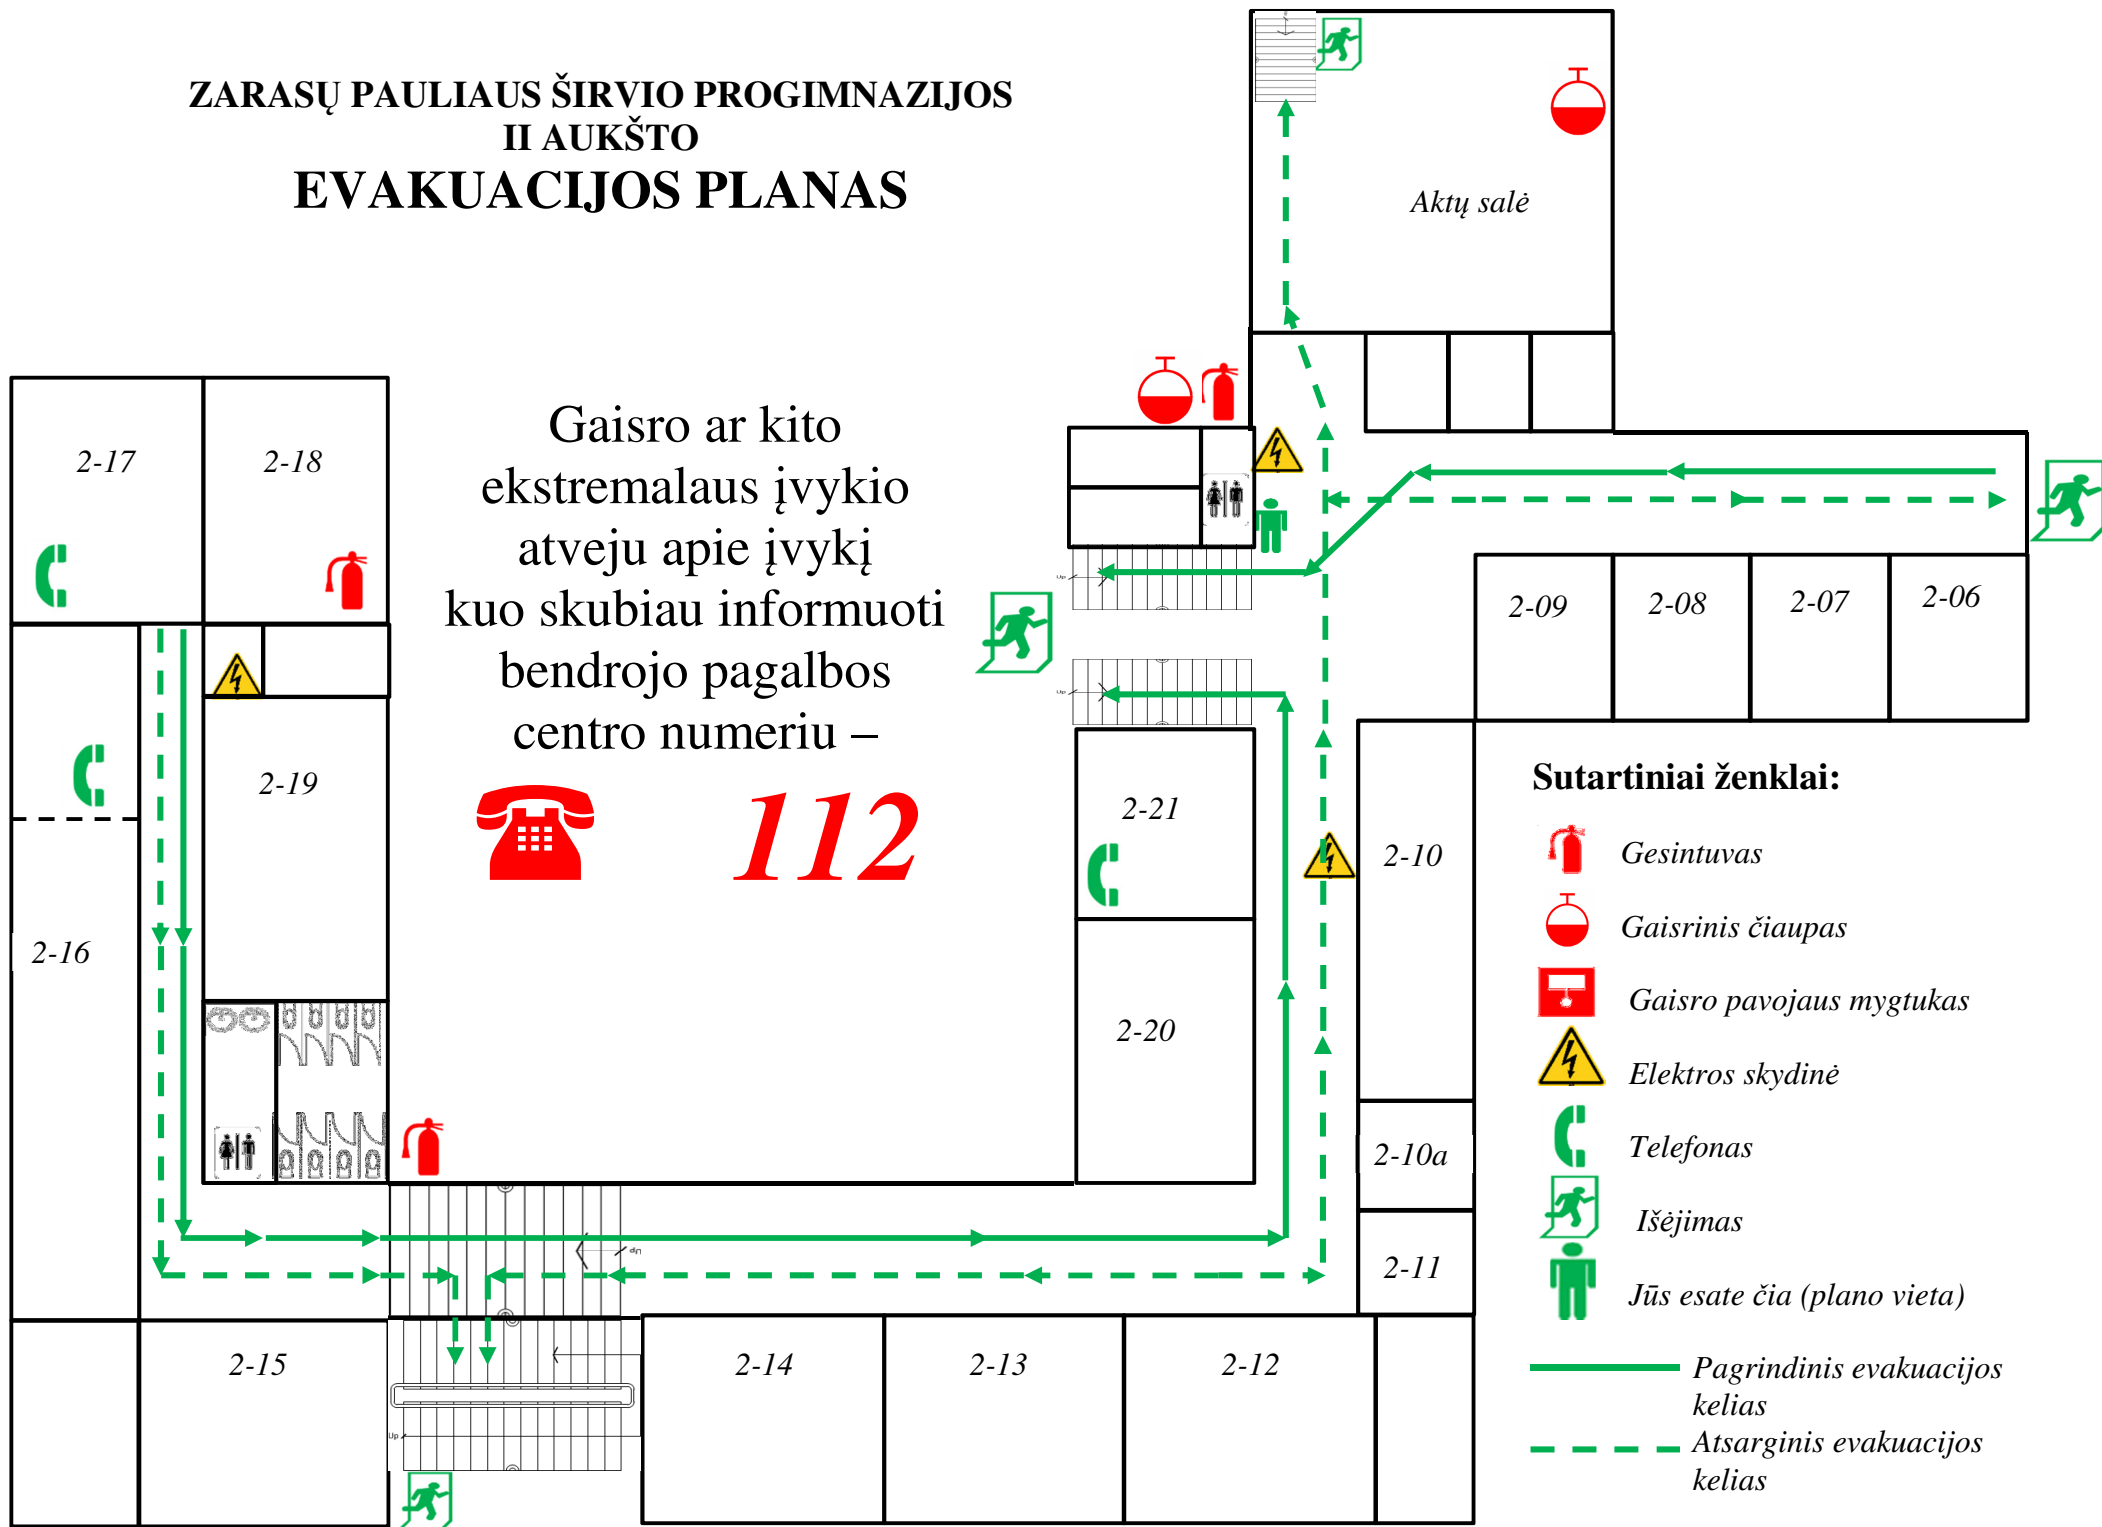 ZARASŲ PAULIAUS ŠIRVIO PROGIMNAZIJOS
II AUKŠTO
EVAKUACIJOS PLANAS
Aktų salė
Gaisro ar kito
ekstremalaus įvykio
atveju apie įvykį
kuo skubiau informuoti
bendrojo pagalbos
centro numeriu –
112
2-17
2-18
2-19
2-16
2-15
2-14
2-13
2-12
2-11
2-10a
2-10
2-20
2-21
2-09
2-08
2-07
2-06
Up
Up
Up
Up
Sutartiniai ženklai:
Gesintuvas
Gaisrinis čiaupas
Gaisro pavojaus mygtukas
Elektros skydinė
Telefonas
Išėjimas
Jūs esate čia (plano vieta)
Pagrindinis evakuacijos
kelias
Atsarginis evakuacijos
kelias